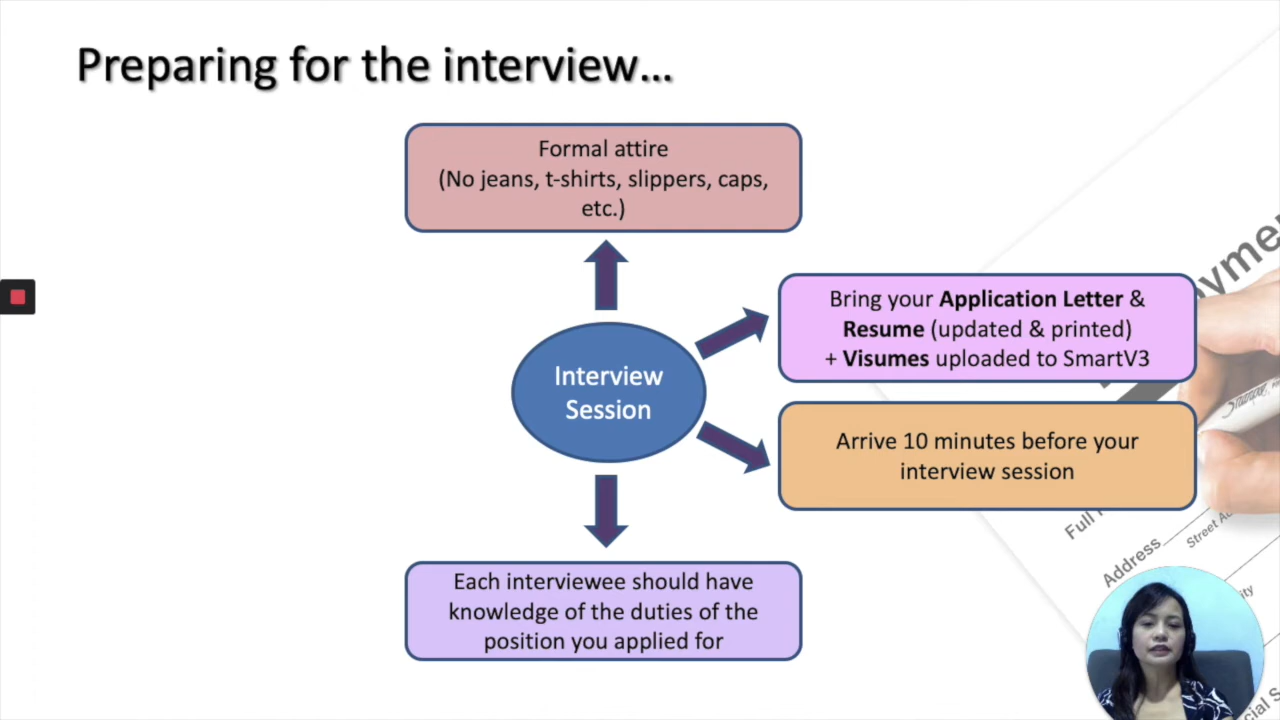 Preparing for the interview...
Formal attire
(No jeans, t-shirts, slippers, caps,
etc.)
Bring your Application Letter &
Resume (updated & printed)
+ Visumes uploaded to SmartV3
Interview
Session
Arrive 10 minutes before your
interview session
Each interviewee should have
knowledge of the duties of the
position you applied for
Address